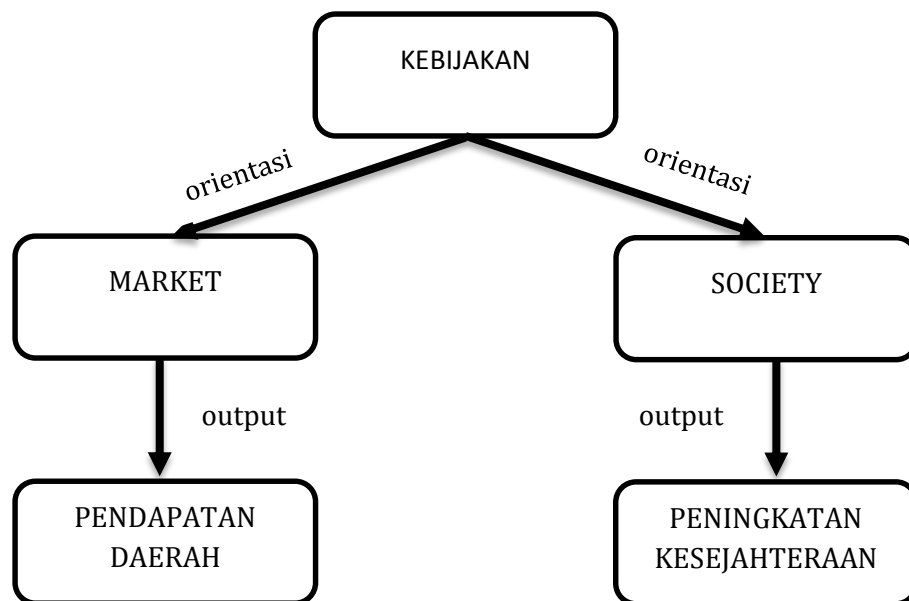 KEBIJAKAN
orientasi
orientasi
MARKET
SOCIETY
output
output
PENDAPATAN
DAERAH
PENINGKATAN
KESEJAHTERAAN